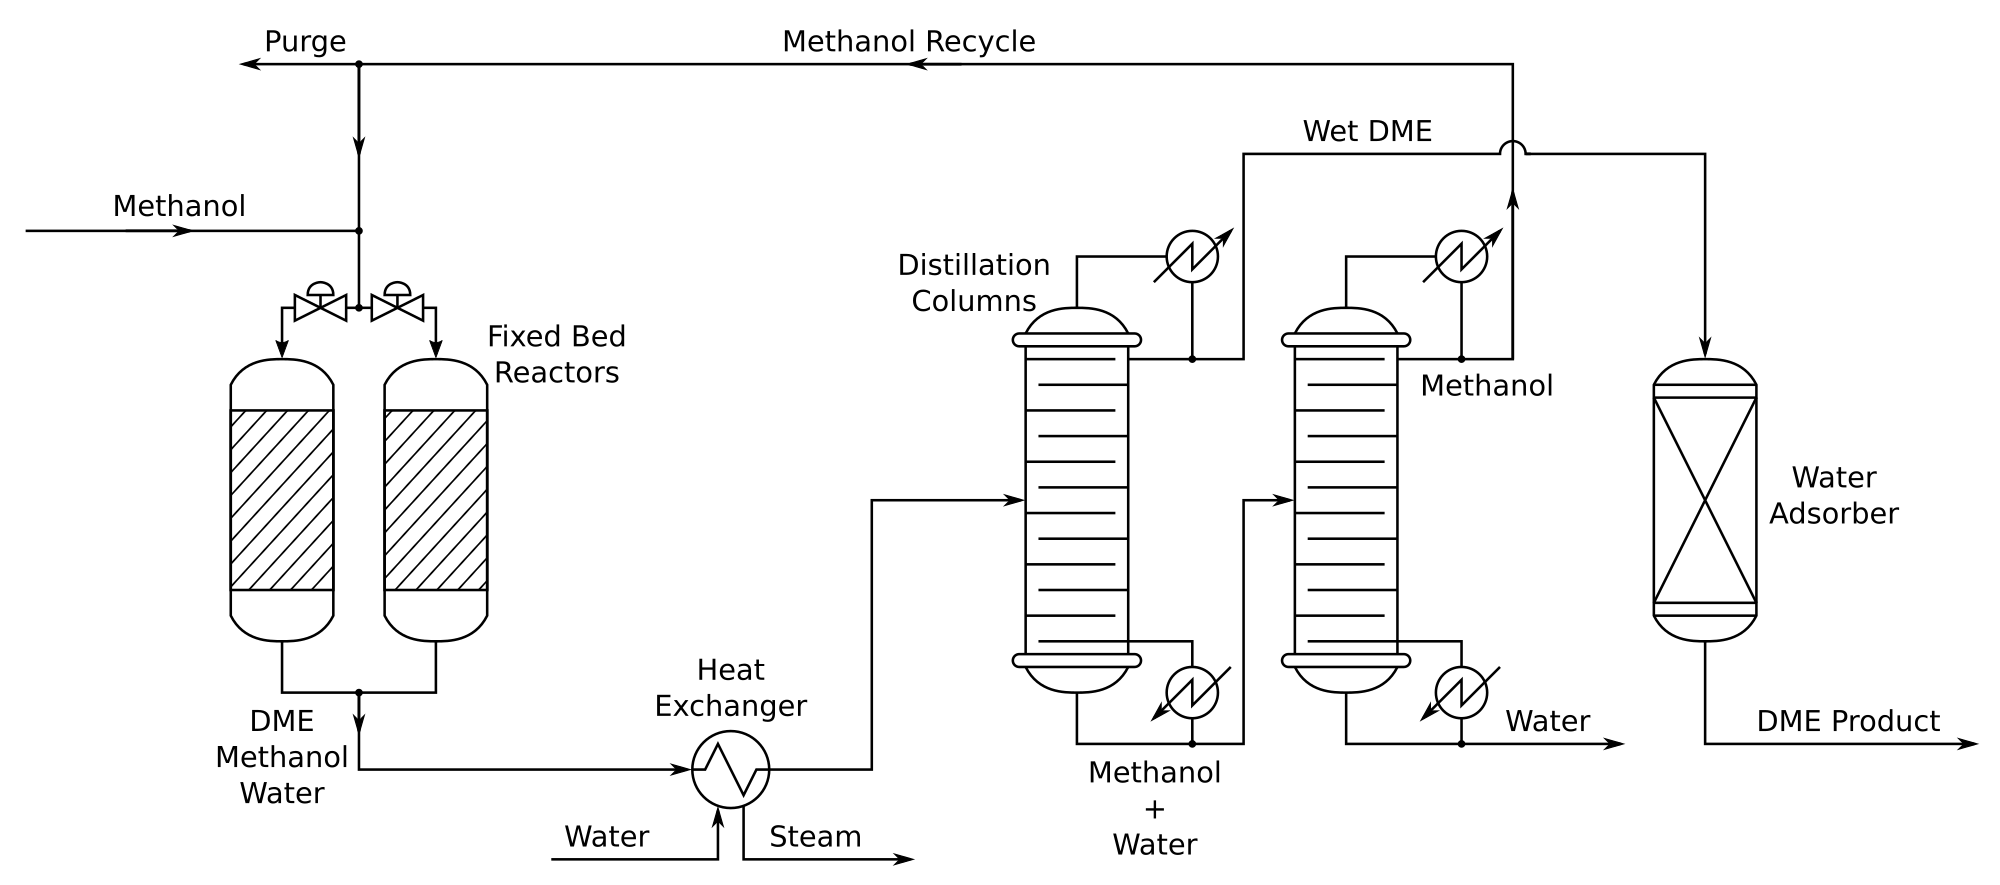 Purge
Methanol Recycle
Wet DME
Methanol
Distillation
Columns
Fixed Bed
Reactors
Methanol
Water
Adsorber
Heat
Exchanger
DME
Methanol
Water
Water
DME Product
Methanol
+
Water
Water
Steam